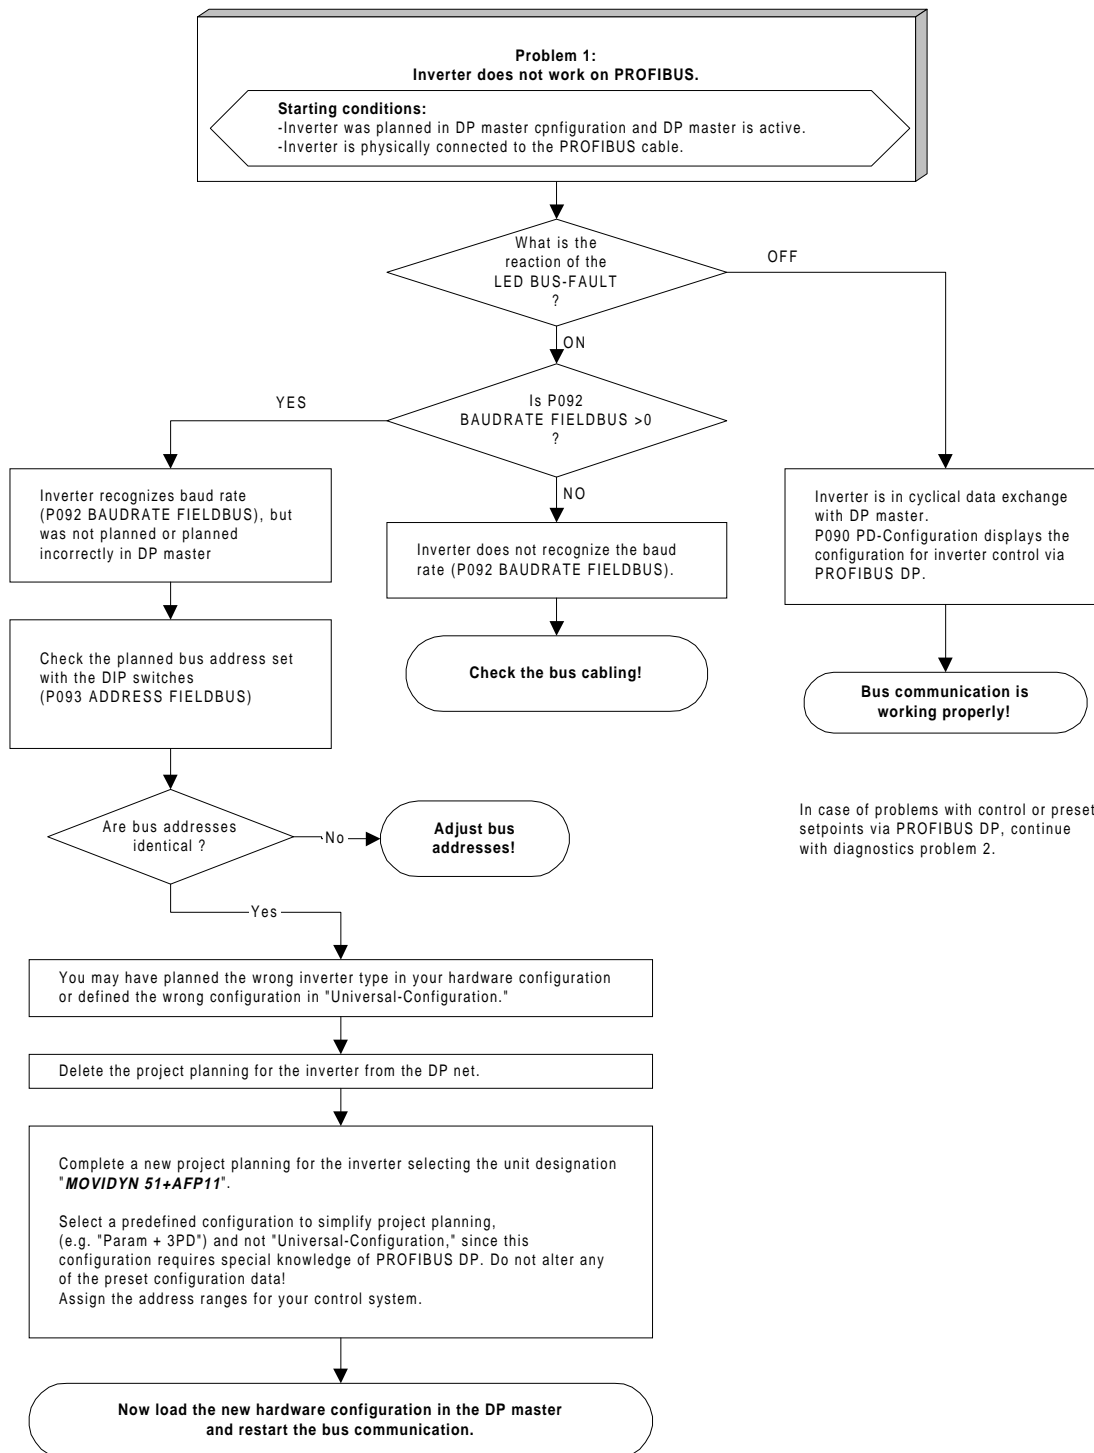 Problem 1:
Inverter does not work on PROFIBUS.
Starting conditions:
-Inverter was planned in DP master cpnfiguration and DP master is active.
-Inverter is physically connected to the PROFIBUS cable.
What is the
reaction of the
LED BUS-FAULT
?
OFF
ON
Is P092
BAUDRATE FIELDBUS >0
?
YES
NO
Inverter recognizes baud rate
(P092 BAUDRATE FIELDBUS), but
was not planned or planned
incorrectly in DP master
Inverter does not recognize the baud
rate (P092 BAUDRATE FIELDBUS).
Inverter is in cyclical data exchange
with DP master.
P090 PD-Configuration displays the
configuration for inverter control via
PROFIBUS DP.
Check the planned bus address set
with the DIP switches
(P093 ADDRESS FIELDBUS)
Check the bus cabling!
Bus communication is
working properly!
Are bus addresses
identical ?
No
Adjust bus
addresses!
In case of problems with control or preset
setpoints via PROFIBUS DP, continue
with diagnostics problem 2.
Yes
You may have planned the wrong inverter type in your hardware configuration
or defined the wrong configuration in "Universal-Configuration."
Delete the project planning for the inverter from the DP net.
Complete a new project planning for the inverter selecting the unit designation
"MOVIDYN 51+AFP11".
Select a predefined configuration to simplify project planning,
(e.g. "Param + 3PD") and not "Universal-Configuration," since this
configuration requires special knowledge of PROFIBUS DP. Do not alter any
of the preset configuration data!
Assign the address ranges for your control system.
Now load the new hardware configuration in the DP master
and restart the bus communication.